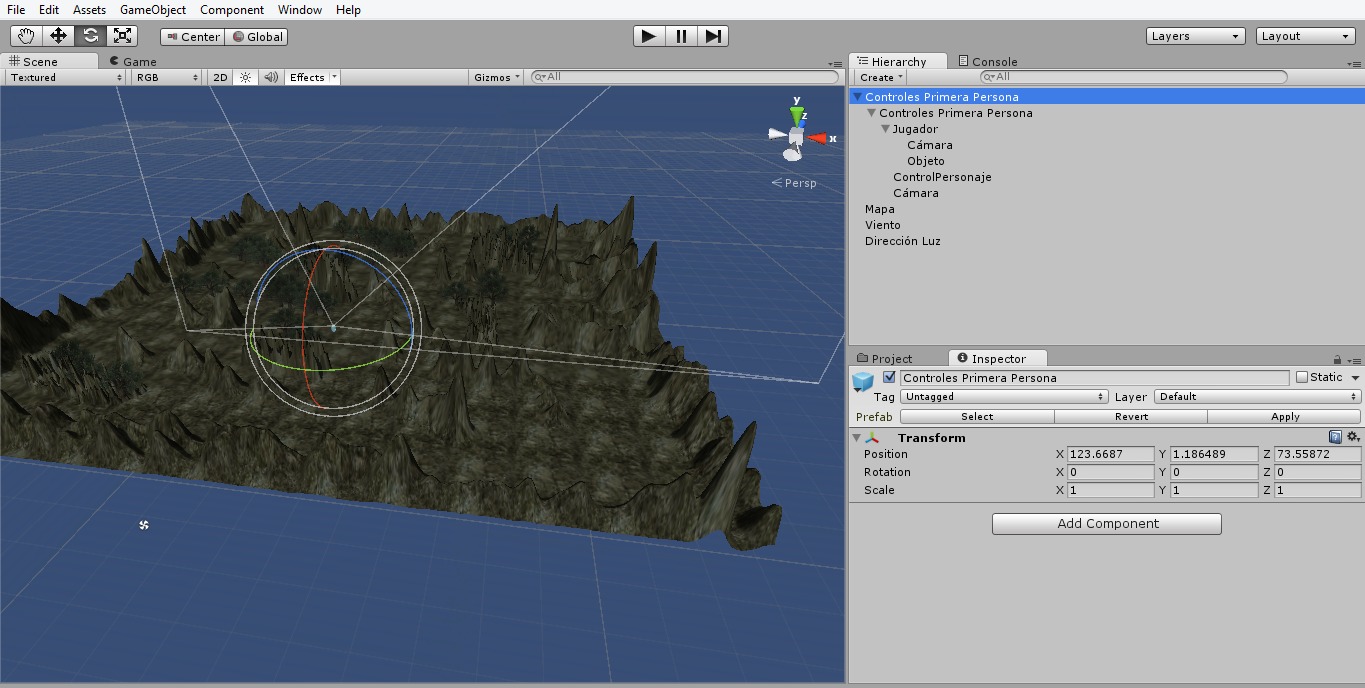 File Edit Assets GameObject Component Window Help
Center Global Layers Layout
Scene Game
Textured RGB 2D Effects Gizmos All
y
z
x
Persp
Hierarchy Console
Create All
Controles Primera Persona
Controles Primera Persona
Jugador
Cámara
Objeto
ControlPersonaje
Cámara
Mapa
Viento
Dirección Luz
Project Inspector
Controles Primera Persona Static
Tag Untagged Layer Default
Prefab Select Revert Apply
Transform
Position X 123.6687 Y 1.186489 Z 73.55872
Rotation X 0 Y 0 Z 0
Scale X 1 Y 1 Z 1
Add Component